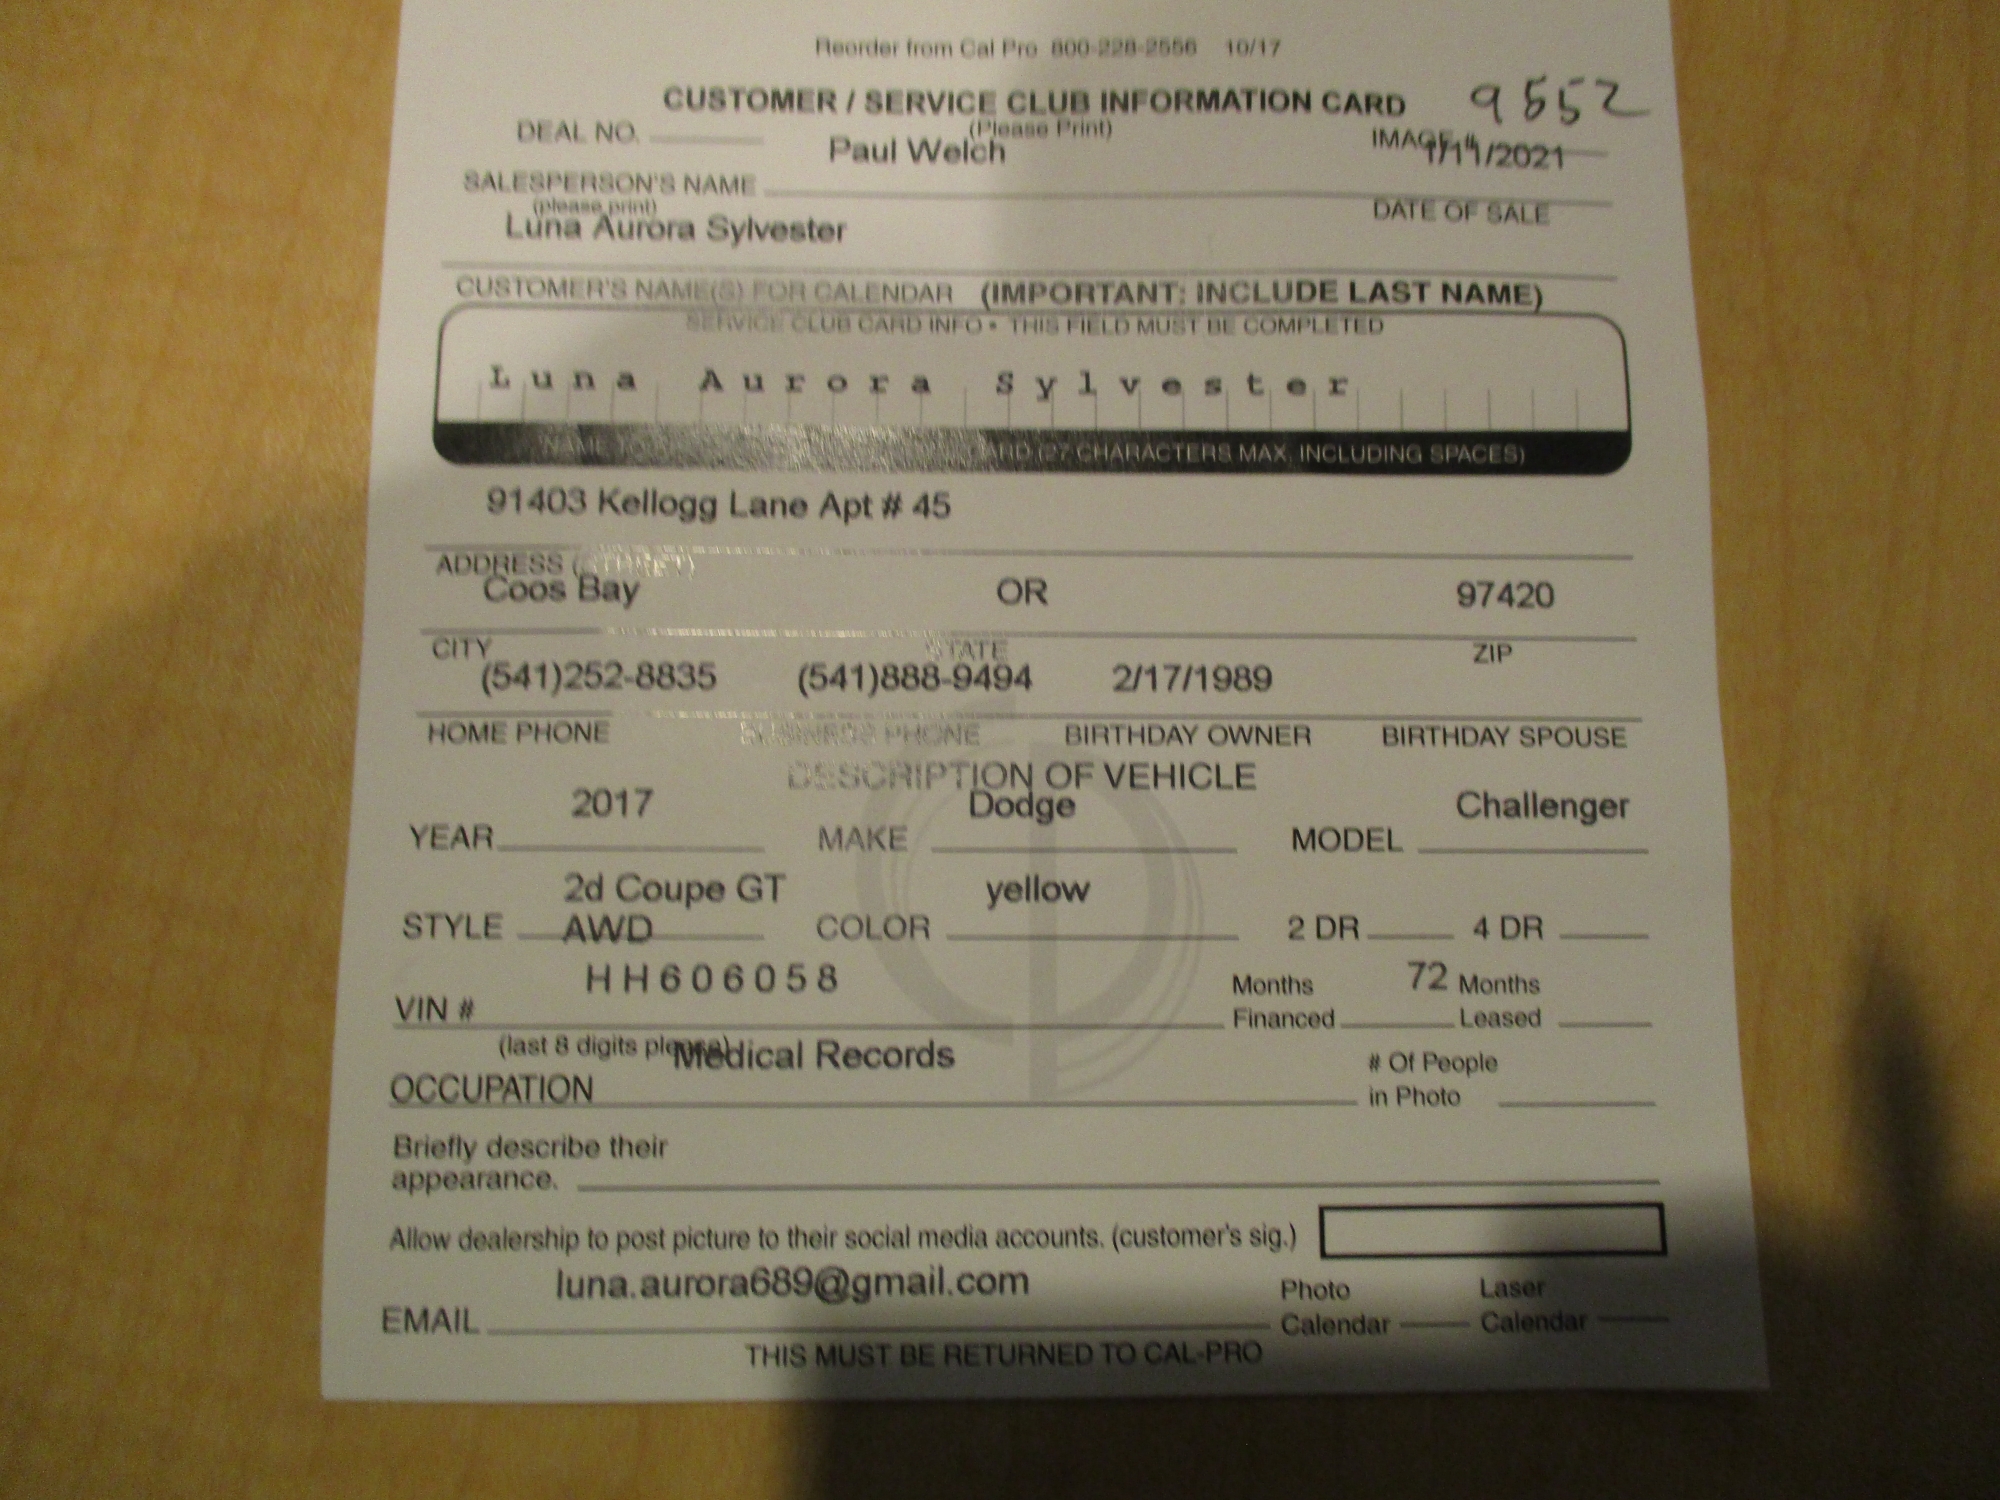 Reorder from Cal Pro 800-228-2556 10/17
CUSTOMER / SERVICE CLUB INFORMATION CARD 9552
(Please Print)
DEAL NO. IMAGE #
Paul Welch 1/11/2021
SALESPERSON'S NAME
(please print) DATE OF SALE
Luna Aurora Sylvester
CUSTOMER'S NAME(S) FOR CALENDAR (IMPORTANT: INCLUDE LAST NAME)
SERVICE CLUB CARD INFO • THIS FIELD MUST BE COMPLETED
Luna Aurora Sylvester
NAME (27 CHARACTERS MAX, INCLUDING SPACES)
91403 Kellogg Lane Apt # 45
ADDRESS (STREET)
Coos Bay OR 97420
CITY STATE ZIP
(541)252-8835 (541)888-9494 2/17/1989
HOME PHONE BUSINESS PHONE BIRTHDAY OWNER BIRTHDAY SPOUSE
DESCRIPTION OF VEHICLE
2017 Dodge Challenger
YEAR MAKE MODEL
2d Coupe GT yellow
STYLE AWD COLOR 2 DR 4 DR
HH606058 Months 72 Months
VIN # Financed Leased
(last 8 digits please) Medical Records # Of People
OCCUPATION in Photo
Briefly describe their
appearance.
Allow dealership to post picture to their social media accounts. (customer's sig.)
luna.aurora689@gmail.com Photo Laser
EMAIL Calendar Calendar
THIS MUST BE RETURNED TO CAL-PRO